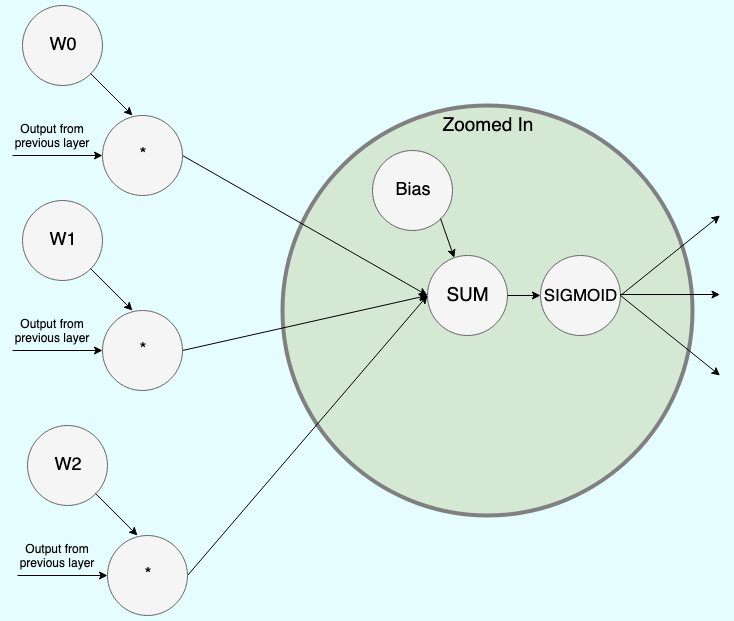 W0
Output from
previous layer
*
W1
Output from
previous layer
*
W2
Output from
previous layer
*
Zoomed In
Bias
SUM
SIGMOID